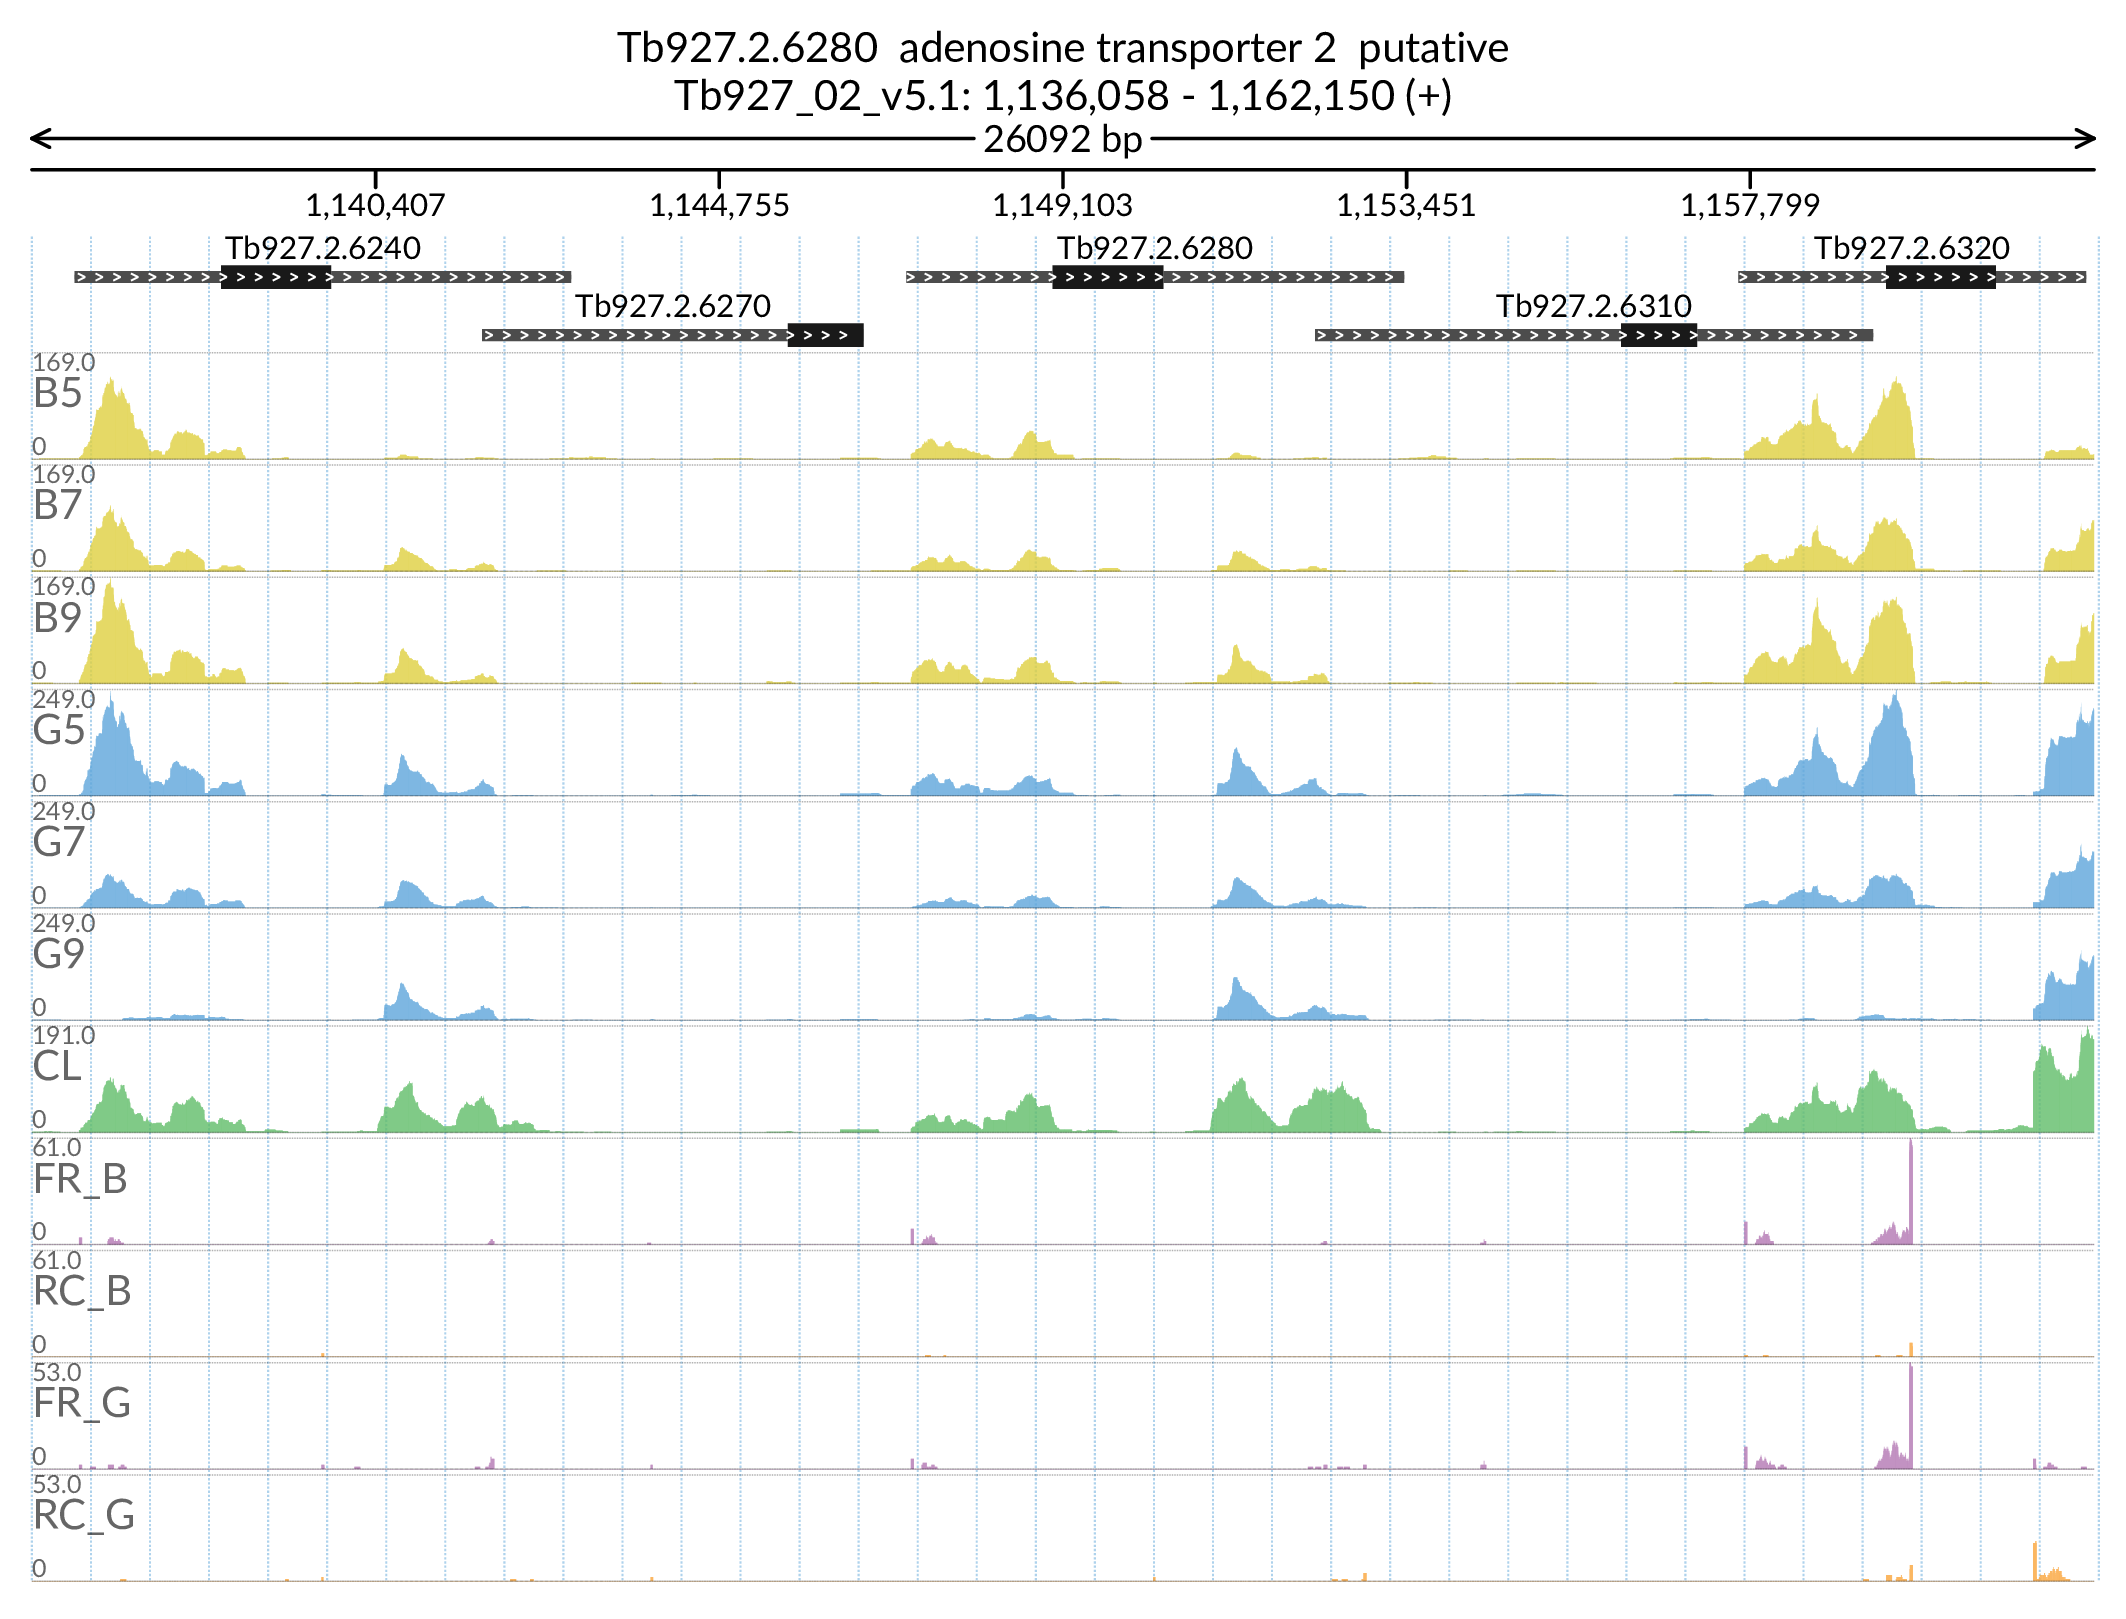 Tb927.2.6280  adenosine transporter 2  putative
Tb927_02_v5.1: 1,136,058 - 1,162,150 (+)
26092 bp
1,140,407 1,144,755 1,149,103 1,153,451 1,157,799
Tb927.2.6240 Tb927.2.6280 Tb927.2.6320
Tb927.2.6270 Tb927.2.6310
169.0
B5
0
169.0
B7
0
169.0
B9
0
249.0
G5
0
249.0
G7
0
249.0
G9
0
191.0
CL
0
61.0
FR_B
0
61.0
RC_B
0
53.0
FR_G
0
53.0
RC_G
0